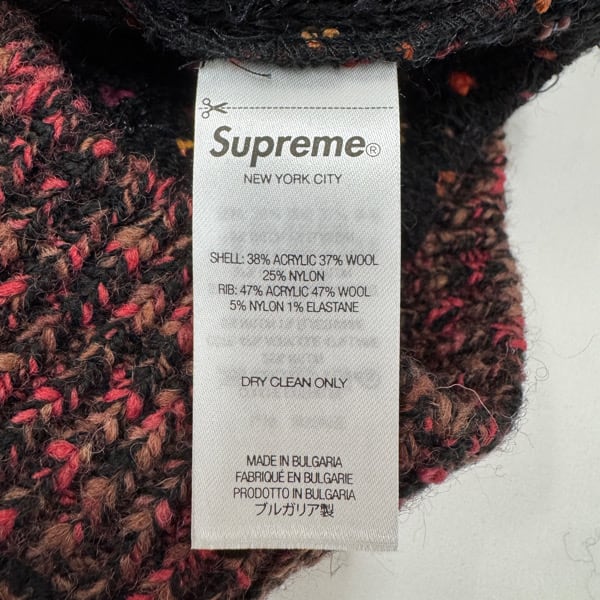 Supreme®
NEW YORK CITY
SHELL: 38% ACRYLIC 37% WOOL
25% NYLON
RIB: 47% ACRYLIC 47% WOOL
5% NYLON 1% ELASTANE
DRY CLEAN ONLY
MADE IN BULGARIA
FABRIQUÉ EN BULGARIE
PRODOTTO IN BULGARIA
ブルガリア製